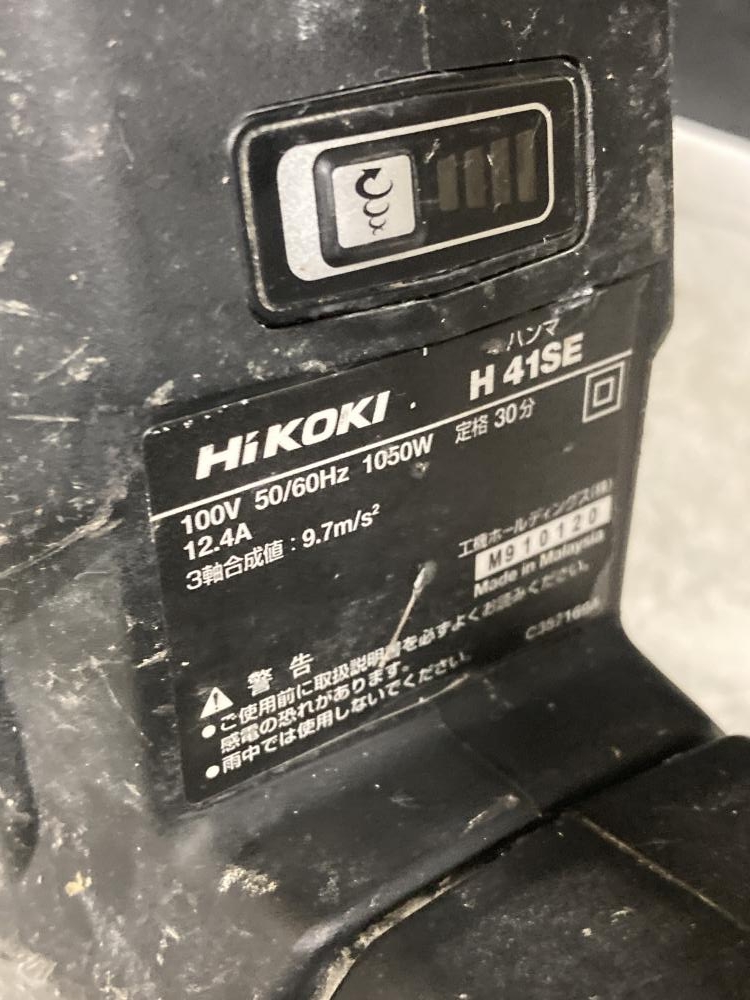 ハンマ
HiKOKI H 41SE
100V 50/60Hz 1050W 定格 30分
12.4A
3軸合成値：9.7m/s²
工機ホールディングス(株)
M910120
Made in Malaysia
警告
●ご使用前に取扱説明書を必ずよくお読みください。
感電の恐れがあります。
●雨中では使用しないでください。